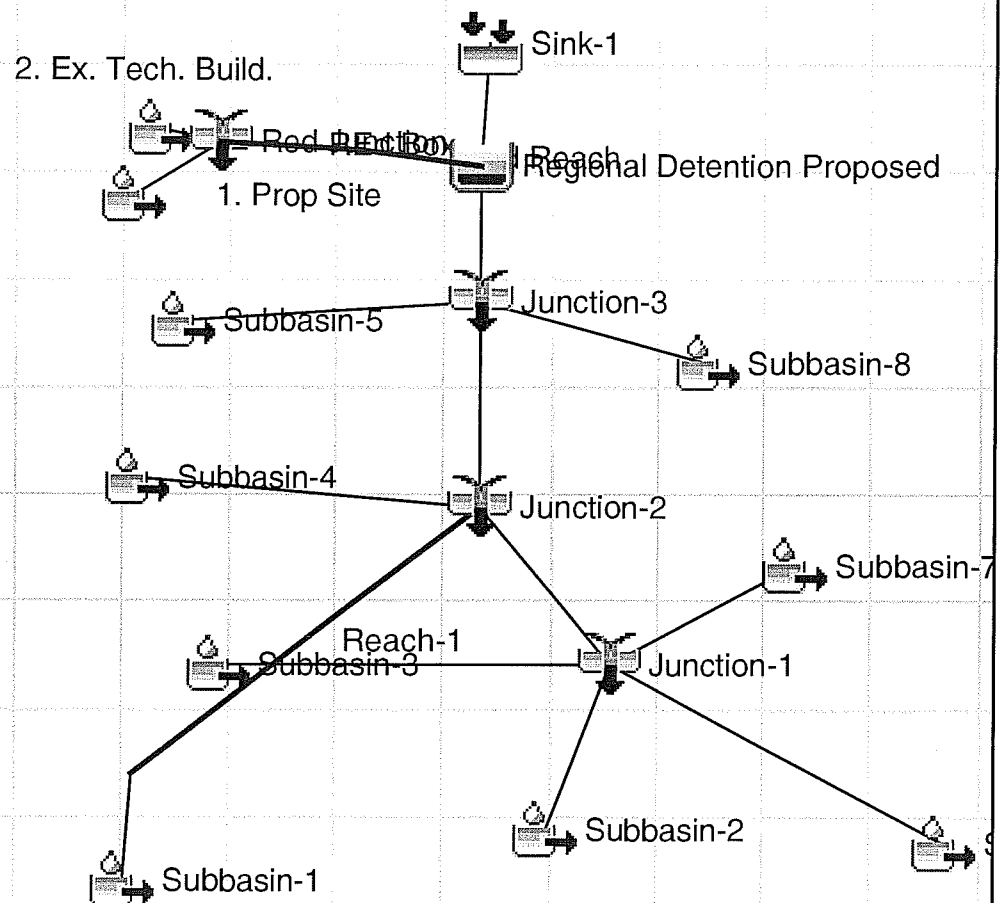 Sink-1
2. Ex. Tech. Build.
Reach
Regional Detention Proposed
1. Prop Site
Junction-3
Subbasin-5
Subbasin-8
Subbasin-4
Junction-2
Subbasin-7
Reach-1
Subbasin-3
Junction-1
Subbasin-2
Subbasin-1